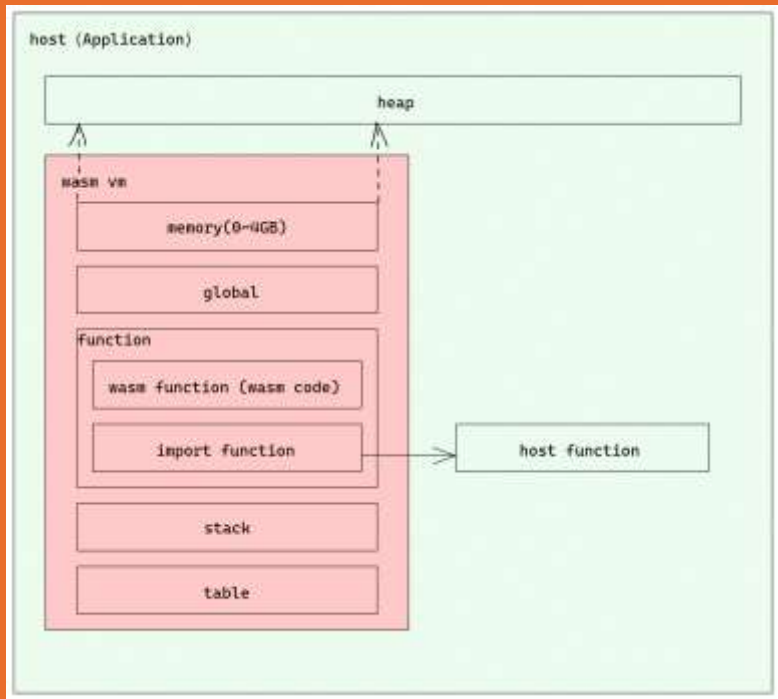 host (Application)
heap
wasm vm
memory(0~4GB)
global
function
wasm function (wasm code)
import function
host function
stack
table